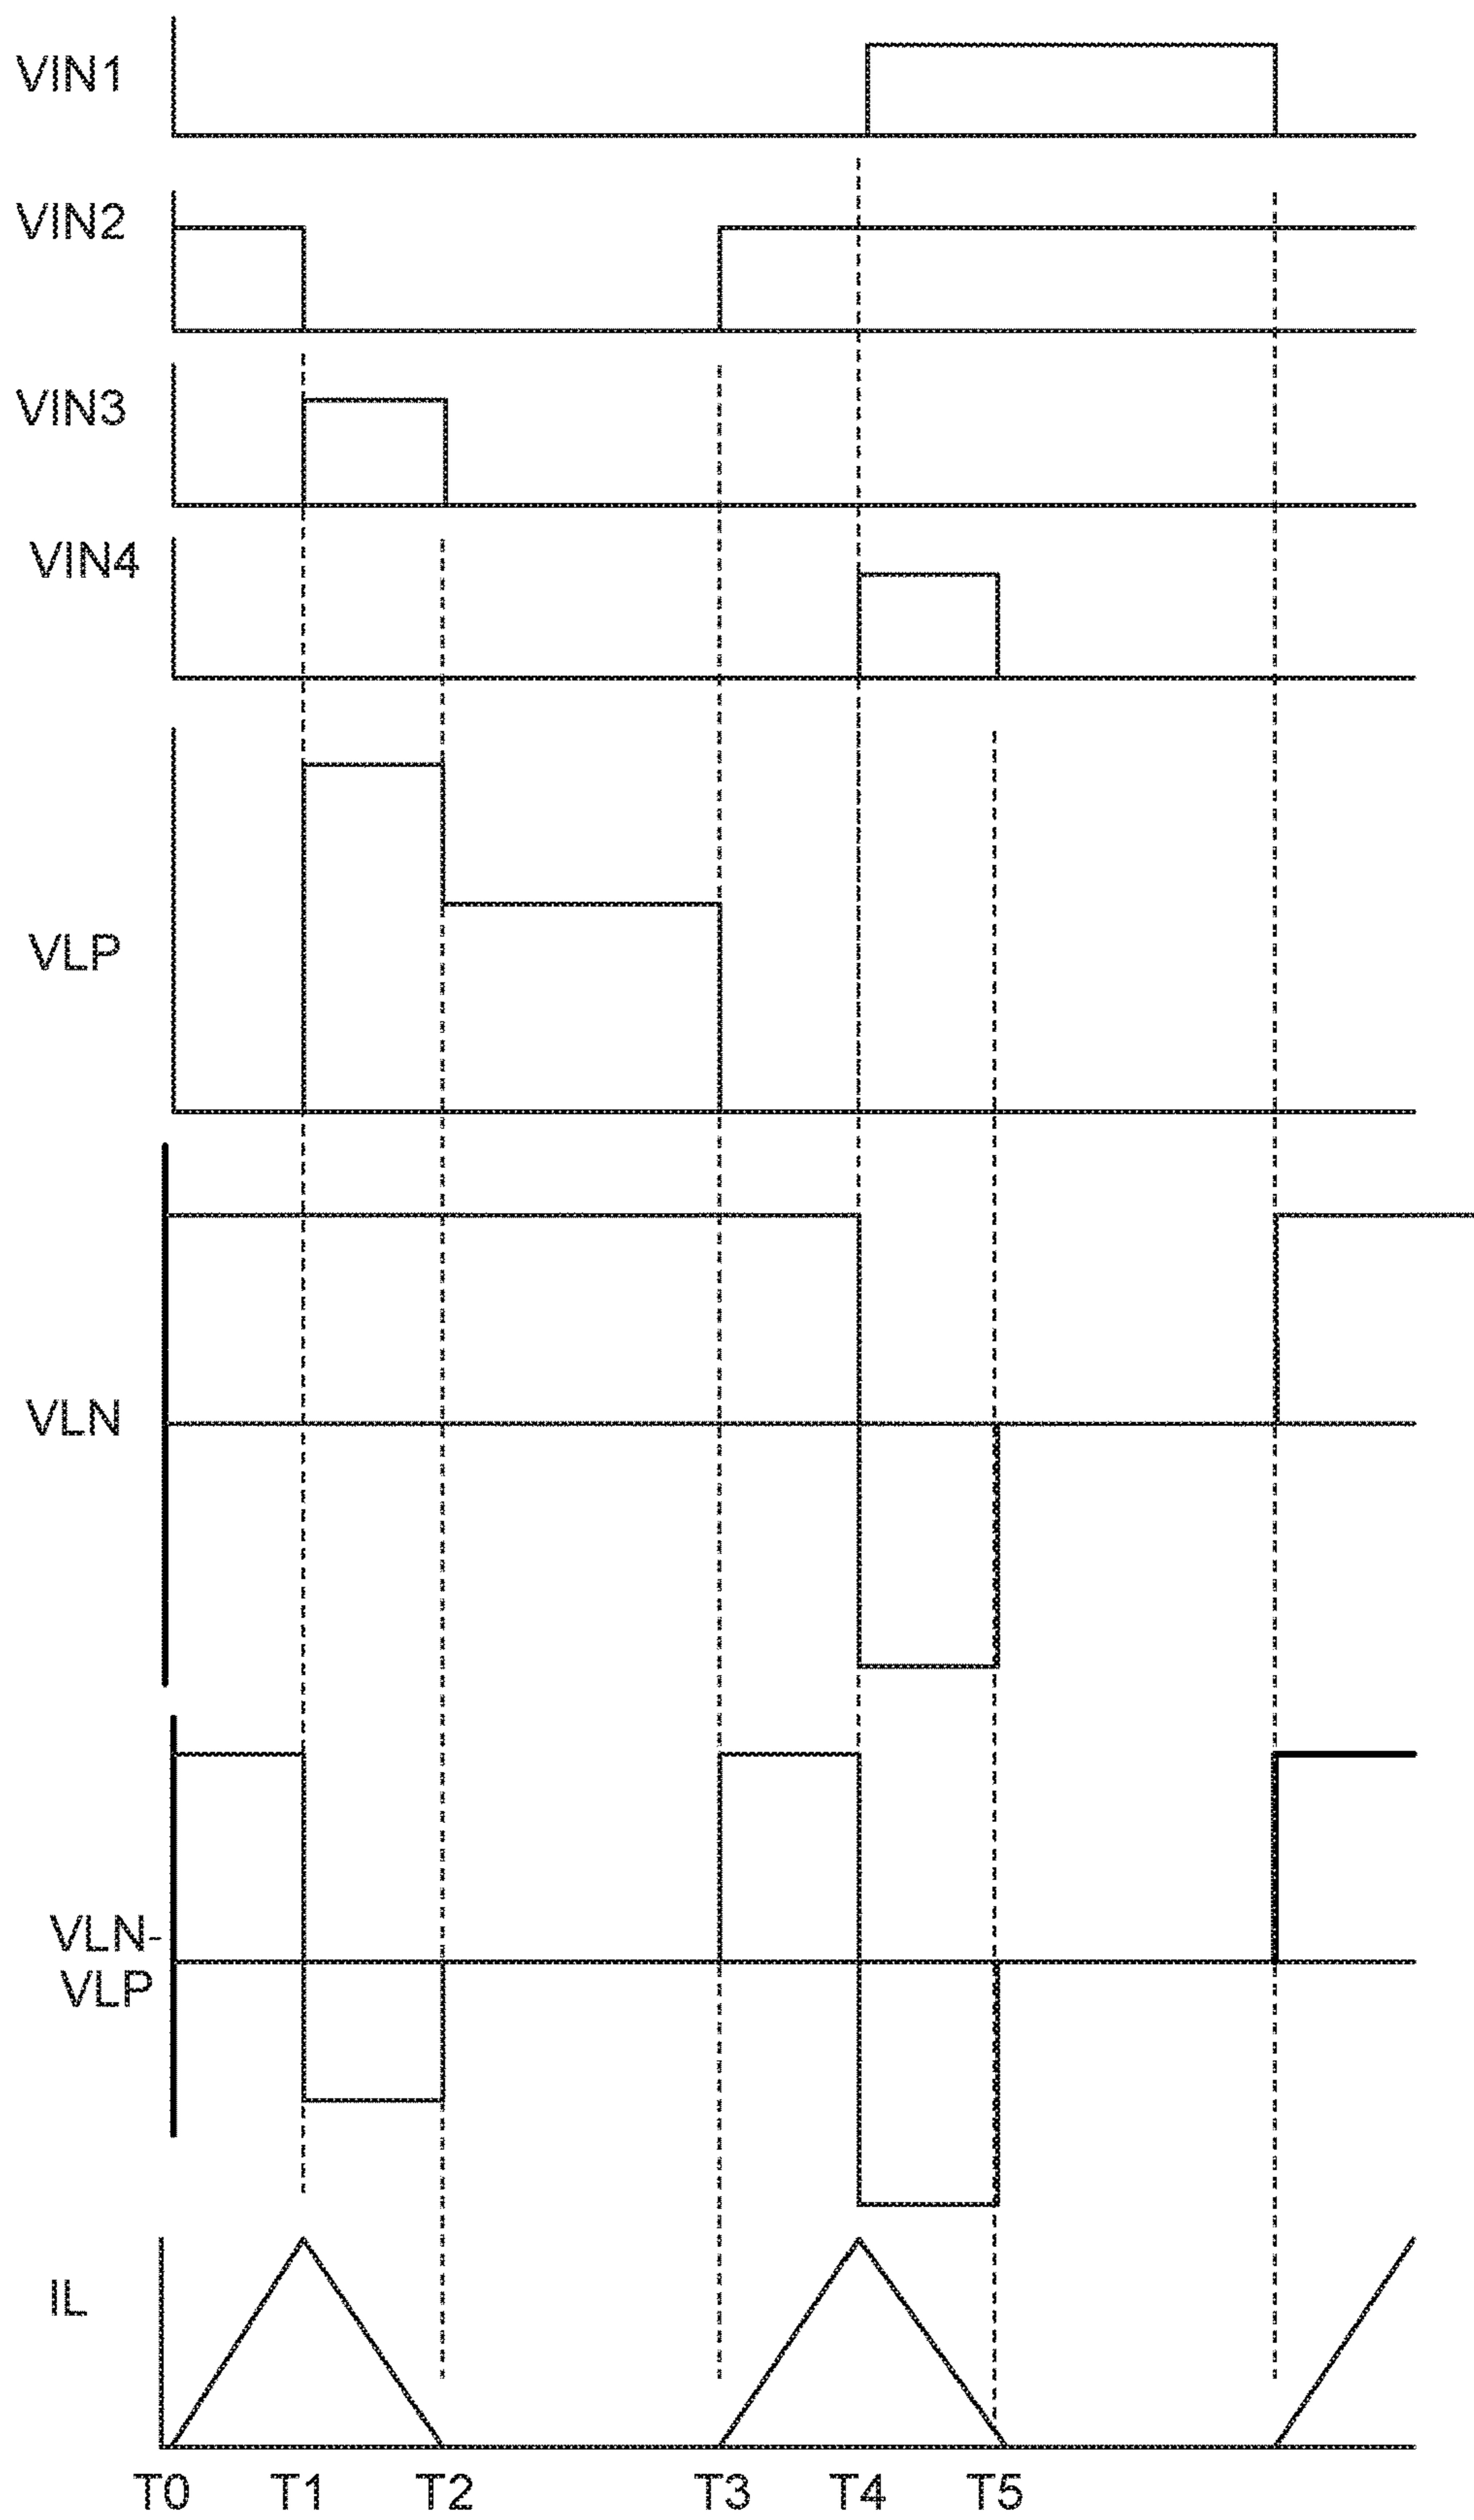 VIN1
VIN2
VIN3
VIN4
VLP
VLN
VLN-
VLP
IL
T0 T1 T2 T3 T4 T5